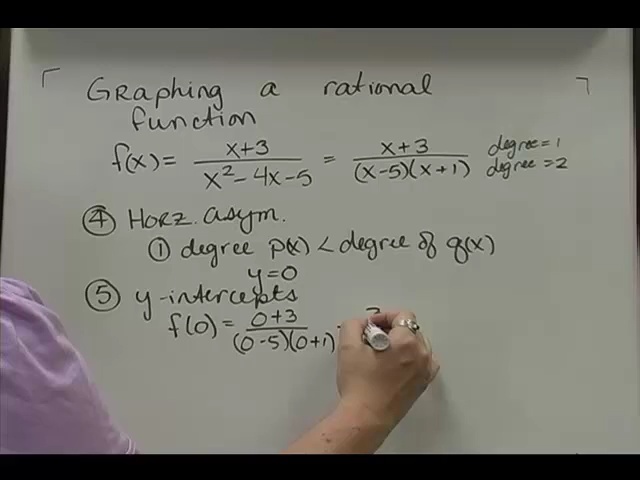 Graphing a rational
function
f(x) = x+3 / x² - 4x - 5 = x+3 / (x-5)(x+1) degree = 1 degree = 2
④ Horz. asym.
① degree p(x) < degree of q(x)
y = 0
⑤ y-intercepts
f(0) = 0+3 / (0-5)(0+1) = 3